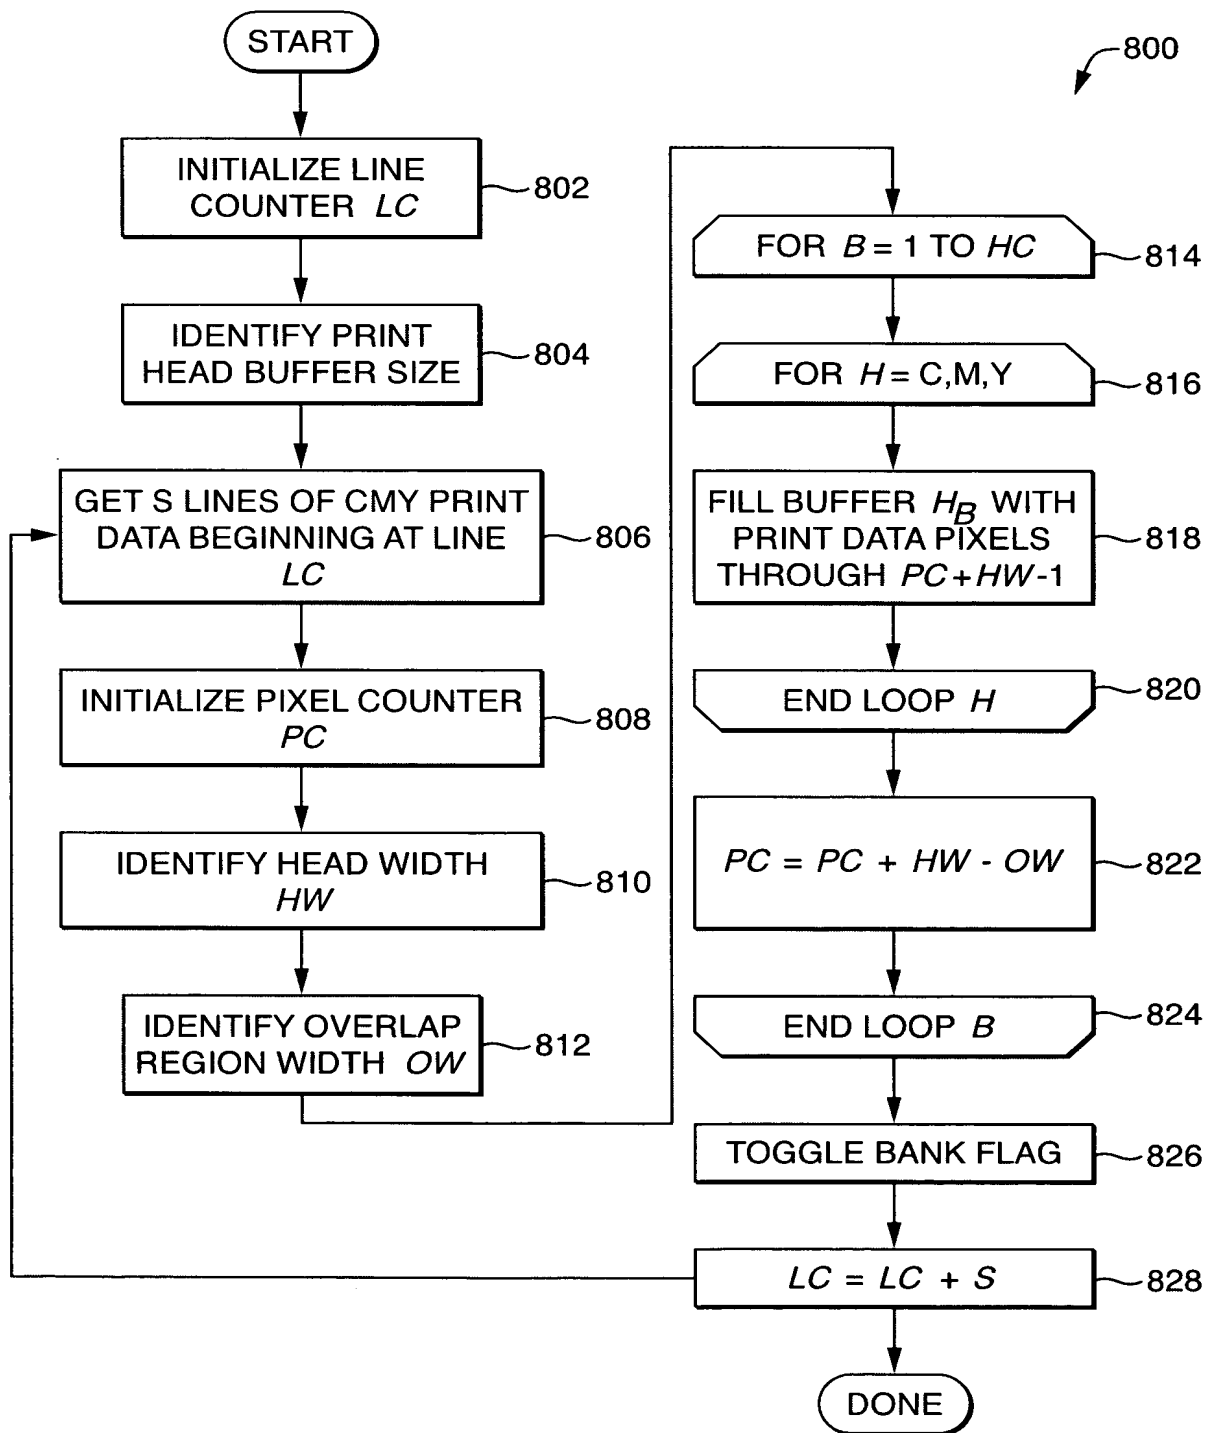 START
800
INITIALIZE LINE
COUNTER LC
802
IDENTIFY PRINT
HEAD BUFFER SIZE
804
GET S LINES OF CMY PRINT
DATA BEGINNING AT LINE
LC
806
INITIALIZE PIXEL COUNTER
PC
808
IDENTIFY HEAD WIDTH
HW
810
IDENTIFY OVERLAP
REGION WIDTH OW
812
FOR B = 1 TO HC
814
FOR H = C,M,Y
816
FILL BUFFER H_B WITH
PRINT DATA PIXELS
THROUGH PC+HW-1
818
END LOOP H
820
PC = PC + HW - OW
822
END LOOP B
824
TOGGLE BANK FLAG
826
LC = LC + S
828
DONE